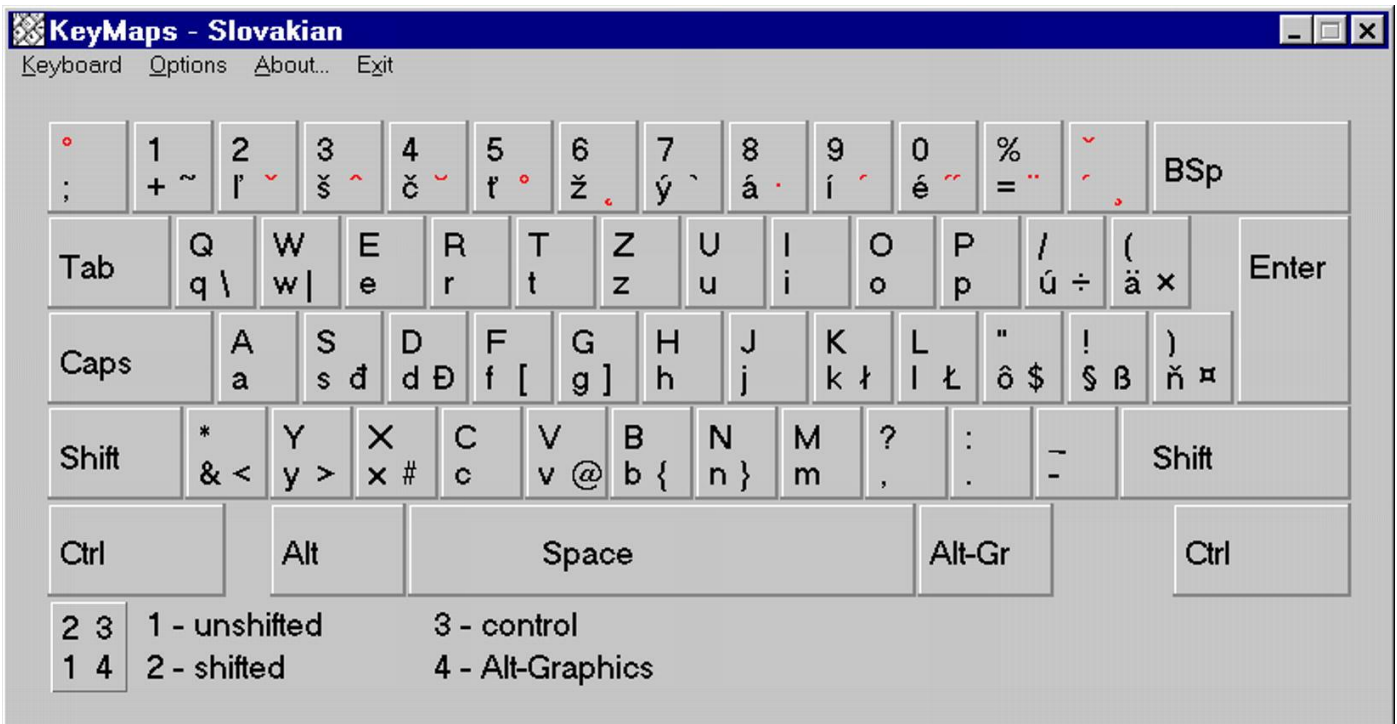 KeyMaps - Slovakian
Keyboard Options About... Exit
° 1 2 3 4 5 6 7 8 9 0 % ˇ BSp
; + ~ ľ ˇ š ^ č ˘ ť ° ž ˛ ý ` á ˙ í ´ é ˝ = ¨ ´ ¸
Tab Q W E R T Z U I O P / ( Enter
q \ w | e r t z u i o p ú ÷ ä ×
Caps A S D F G H J K L " ! )
a s đ d Đ f [ g ] h j k ł l Ł ô $ § ß ň ¤
Shift * Y X C V B N M ? : _ Shift
& < y > x # c v @ b { n } m , . -
Ctrl Alt Space Alt-Gr Ctrl
2 3 1 - unshifted 3 - control
1 4 2 - shifted 4 - Alt-Graphics